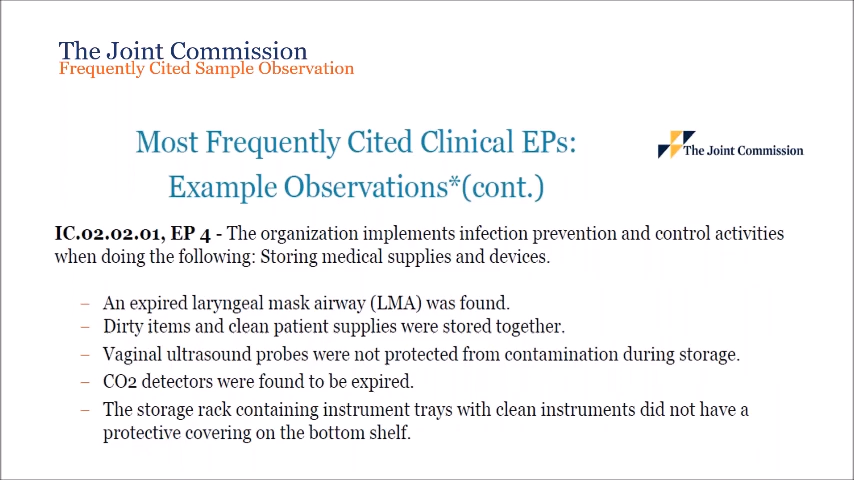 The Joint Commission
Frequently Cited Sample Observation
Most Frequently Cited Clinical EPs:
The Joint Commission
Example Observations*(cont.)
IC.02.02.01, EP 4 - The organization implements infection prevention and control activities
when doing the following: Storing medical supplies and devices.
– An expired laryngeal mask airway (LMA) was found.
– Dirty items and clean patient supplies were stored together.
– Vaginal ultrasound probes were not protected from contamination during storage.
– CO2 detectors were found to be expired.
– The storage rack containing instrument trays with clean instruments did not have a
protective covering on the bottom shelf.